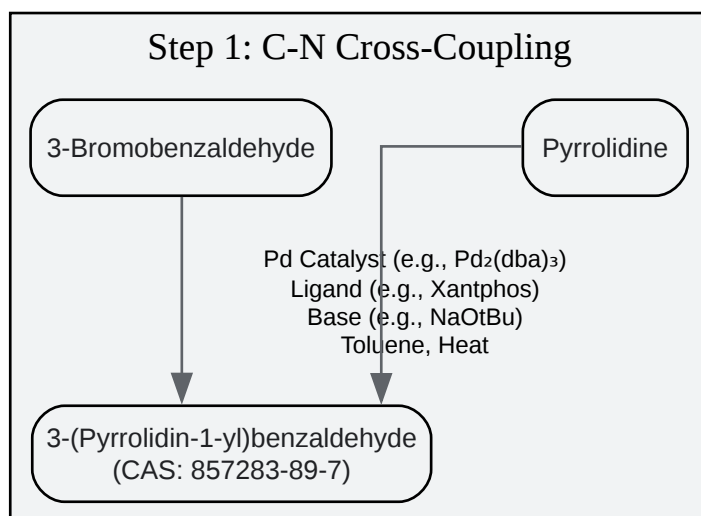 Step 1: C-N Cross-Coupling
3-Bromobenzaldehyde
Pyrrolidine
Pd Catalyst (e.g., Pd₂(dba)₃)
Ligand (e.g., Xantphos)
Base (e.g., NaOtBu)
Toluene, Heat
3-(Pyrrolidin-1-yl)benzaldehyde
(CAS: 857283-89-7)